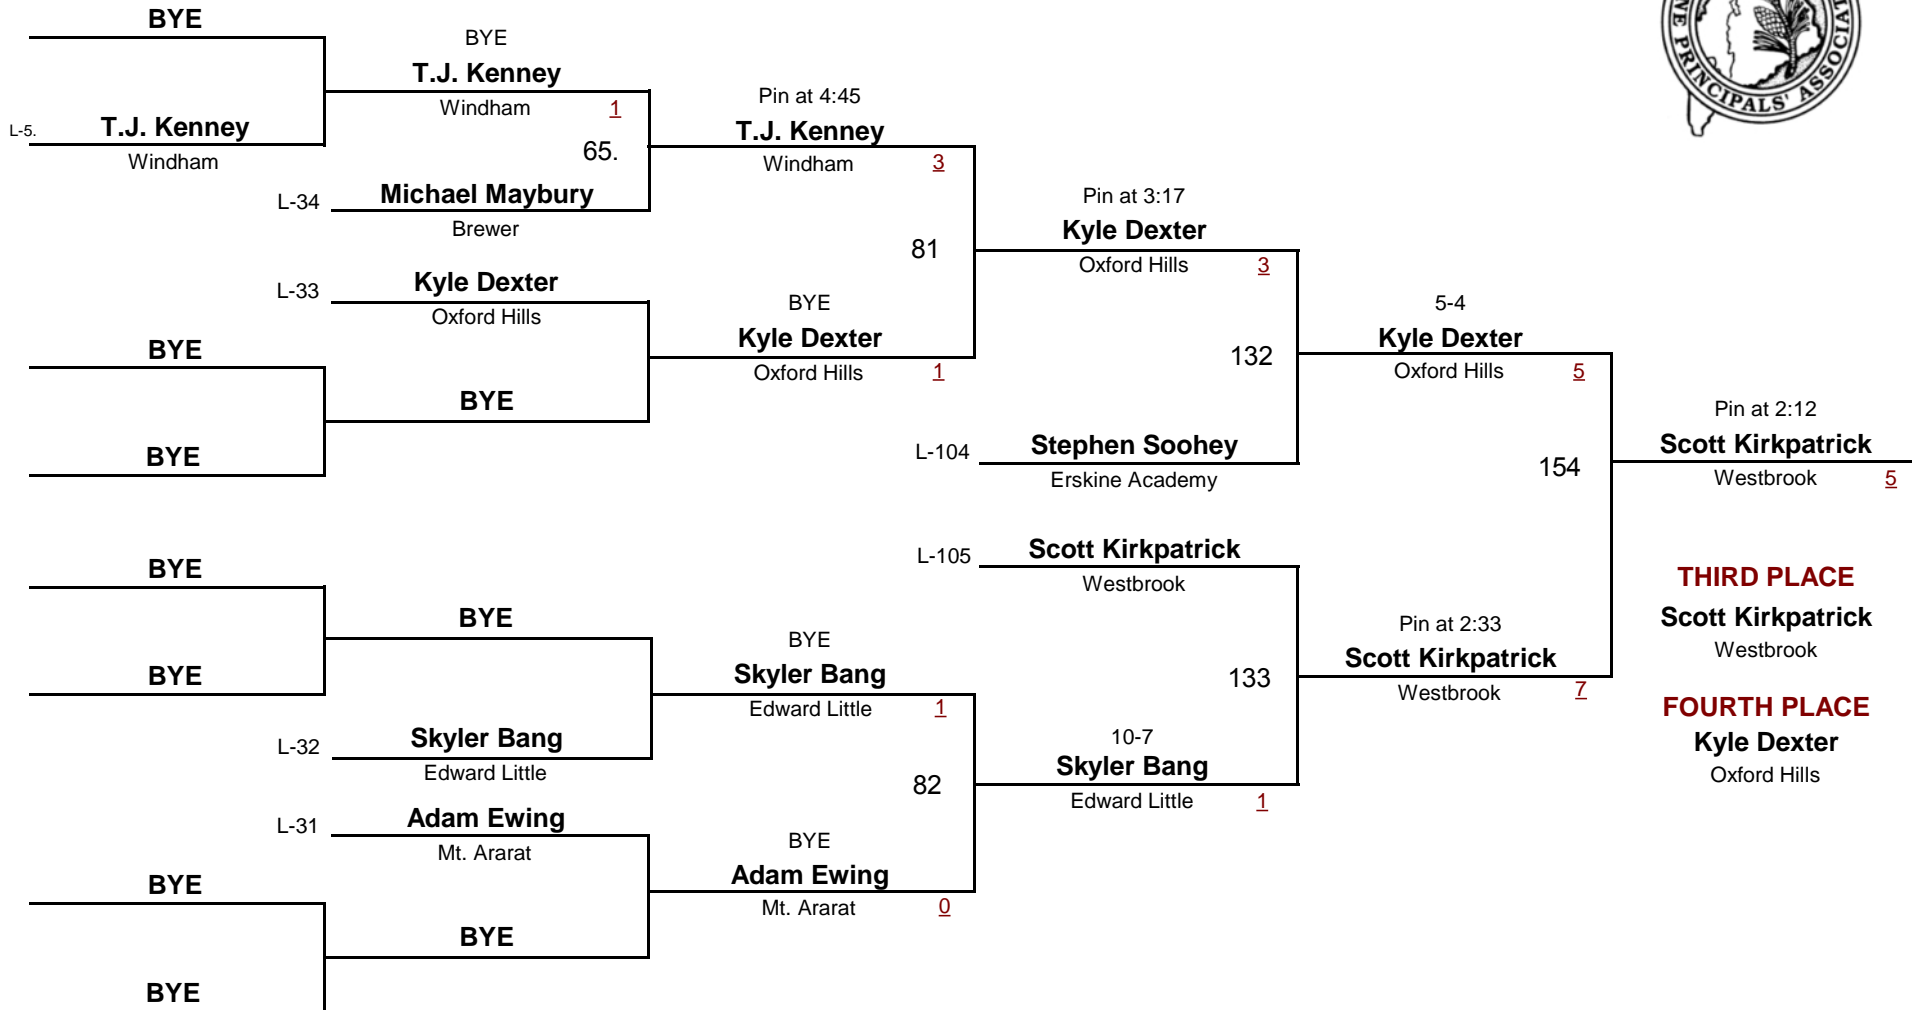 BYE
L-5.
T.J. Kenney
Windham
BYE
T.J. Kenney
Windham
1
65.
L-34
Michael Maybury
Brewer
Pin at 4:45
T.J. Kenney
Windham
3
81
L-33
Kyle Dexter
Oxford Hills
BYE
BYE
BYE
BYE
Kyle Dexter
Oxford Hills
1
Pin at 3:17
Kyle Dexter
Oxford Hills
3
132
L-104
Stephen Soohey
Erskine Academy
5-4
Kyle Dexter
Oxford Hills
5
154
Pin at 2:12
Scott Kirkpatrick
Westbrook
5
BYE
BYE
BYE
L-32
Skyler Bang
Edward Little
BYE
Skyler Bang
Edward Little
1
82
L-31
Adam Ewing
Mt. Ararat
BYE
BYE
BYE
BYE
Adam Ewing
Mt. Ararat
0
L-105
Scott Kirkpatrick
Westbrook
133
10-7
Skyler Bang
Edward Little
1
Pin at 2:33
Scott Kirkpatrick
Westbrook
7
THIRD PLACE
Scott Kirkpatrick
Westbrook
FOURTH PLACE
Kyle Dexter
Oxford Hills
NE PRINCIPALS' ASSOCIAT